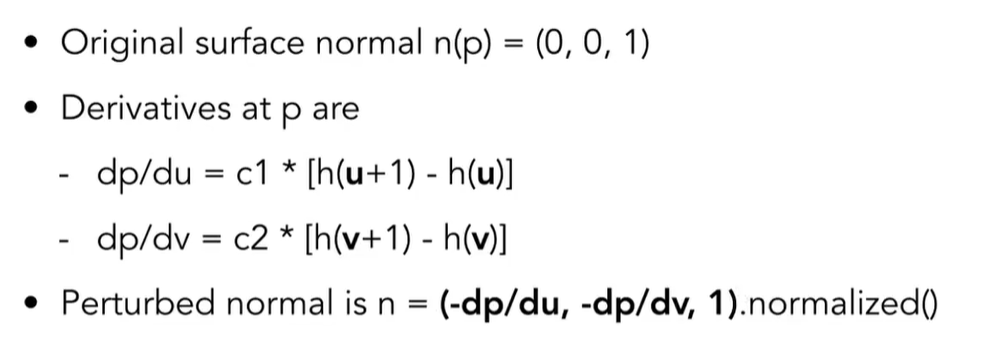 • Original surface normal n(p) = (0, 0, 1)
• Derivatives at p are
- dp/du = c1 * [h(u+1) - h(u)]
- dp/dv = c2 * [h(v+1) - h(v)]
• Perturbed normal is n = (-dp/du, -dp/dv, 1).normalized()